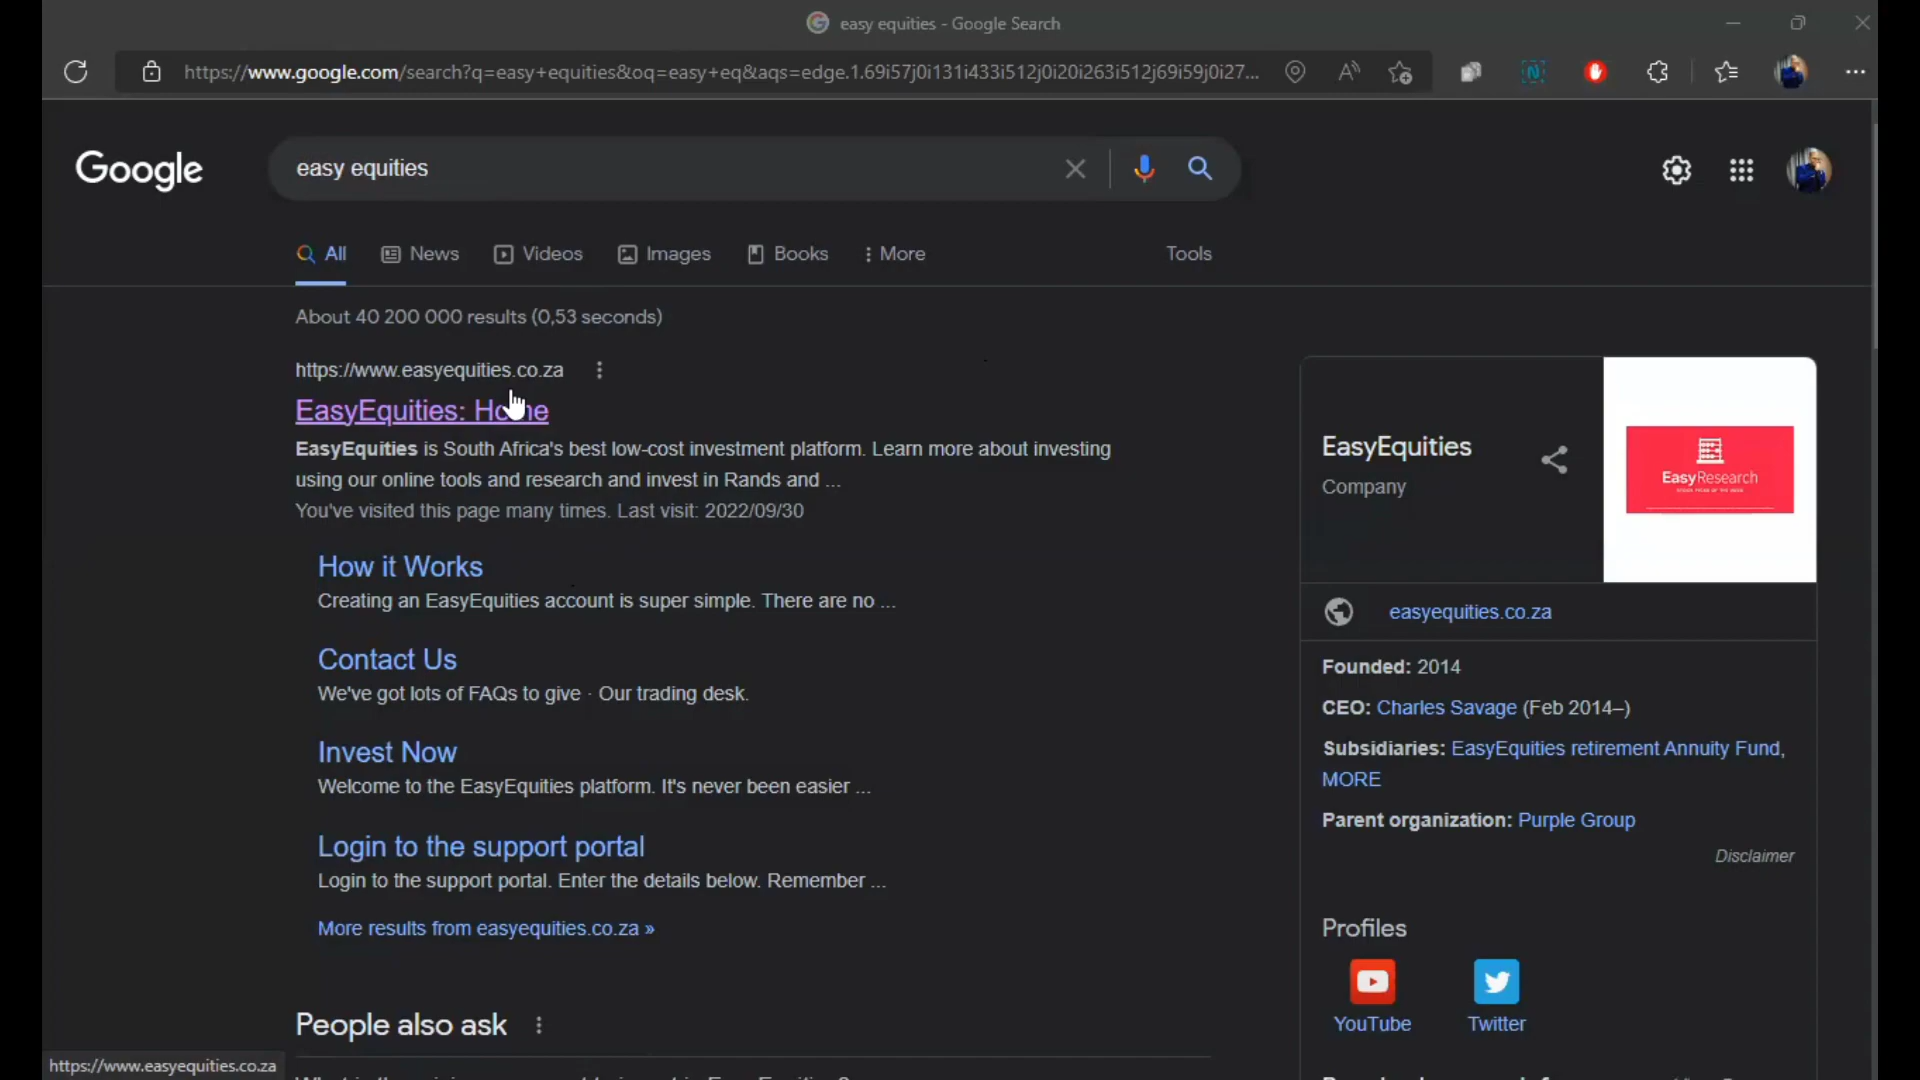 easy equities - Google Search
https://www.google.com/search?q=easy+equities&oq=easy+eq&aqs=edge.1.69i57j0i131i433i512j0i20i263i512j69i59j0i27...
Google
easy equities
All
News
Videos
Images
Books
More
Tools
About 40 200 000 results (0,53 seconds)
https://www.easyequities.co.za
EasyEquities: Home
EasyEquities is South Africa's best low-cost investment platform. Learn more about investing
using our online tools and research and invest in Rands and ...
You've visited this page many times. Last visit: 2022/09/30
How it Works
Creating an EasyEquities account is super simple. There are no ...
Contact Us
We've got lots of FAQs to give · Our trading desk.
Invest Now
Welcome to the EasyEquities platform. It's never been easier ...
Login to the support portal
Login to the support portal. Enter the details below. Remember ...
More results from easyequities.co.za »
People also ask
https://www.easyequities.co.za
EasyEquities
Company
EasyResearch
easyequities.co.za
Founded: 2014
CEO: Charles Savage (Feb 2014–)
Subsidiaries: EasyEquities retirement Annuity Fund,
MORE
Parent organization: Purple Group
Disclaimer
Profiles
YouTube
Twitter